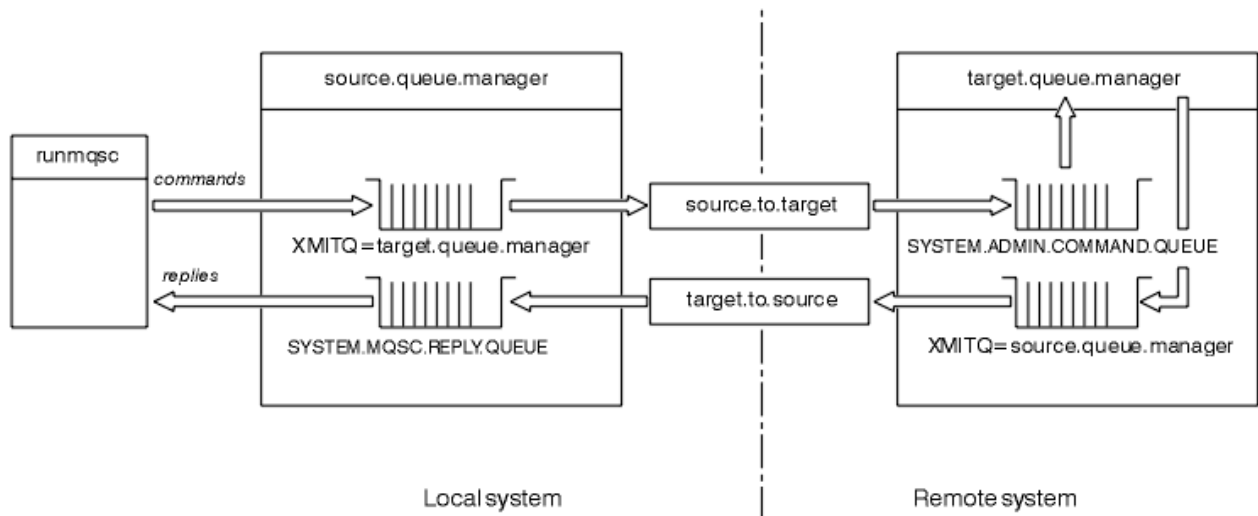 source.queue.manager
target.queue.manager
runmqsc
commands
source.to.target
XMITQ=target.queue.manager
SYSTEM.ADMIN.COMMAND.QUEUE
replies
target.to.source
SYSTEM.MQSC.REPLY.QUEUE
XMITQ=source.queue.manager
Local system
Remote system